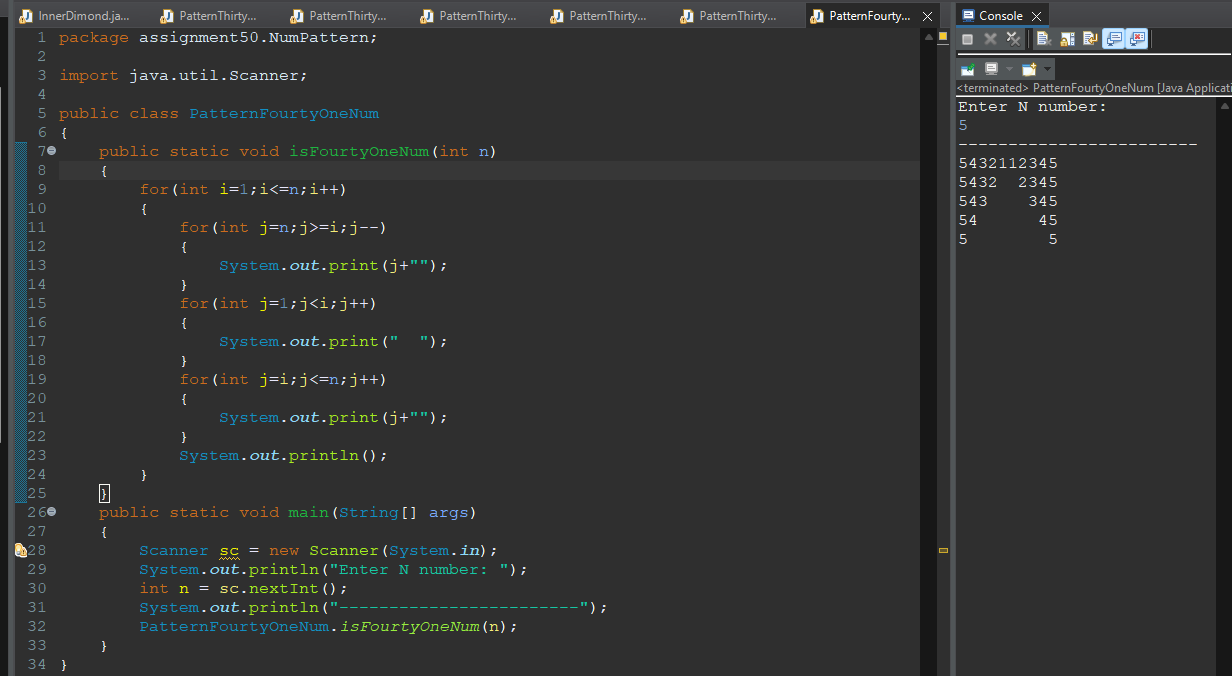 InnerDimond.ja... PatternThirty... PatternThirty... PatternThirty... PatternThirty... PatternThirty... PatternFourty...
1 package assignment50.NumPattern;
2
3 import java.util.Scanner;
4
5 public class PatternFourtyOneNum
6 {
7 public static void isFourtyOneNum(int n)
8 {
9 for(int i=1;i<=n;i++)
10 {
11 for(int j=n;j>=i;j--)
12 {
13 System.out.print(j+"");
14 }
15 for(int j=1;j<i;j++)
16 {
17 System.out.print("  ");
18 }
19 for(int j=i;j<=n;j++)
20 {
21 System.out.print(j+"");
22 }
23 System.out.println();
24 }
25 }
26 public static void main(String[] args)
27 {
28 Scanner sc = new Scanner(System.in);
29 System.out.println("Enter N number: ");
30 int n = sc.nextInt();
31 System.out.println("------------------------");
32 PatternFourtyOneNum.isFourtyOneNum(n);
33 }
34 }
Console
<terminated> PatternFourtyOneNum [Java Applicati
Enter N number:
5
------------------------
5432112345
5432  2345
543    345
54      45
5        5